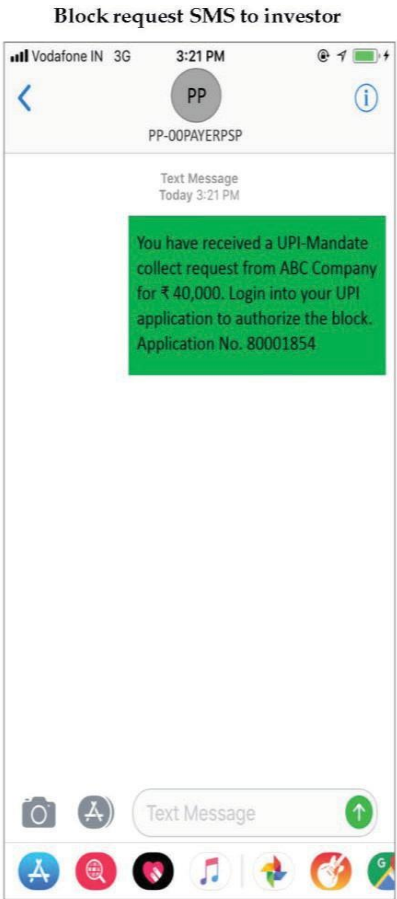 Block request SMS to investor
Vodafone IN 3G 3:21 PM
PP
PP-OOPAYERPSP
Text Message
Today 3:21 PM
You have received a UPI-Mandate
collect request from ABC Company
for ₹ 40,000. Login into your UPI
application to authorize the block.
Application No. 80001854
Text Message